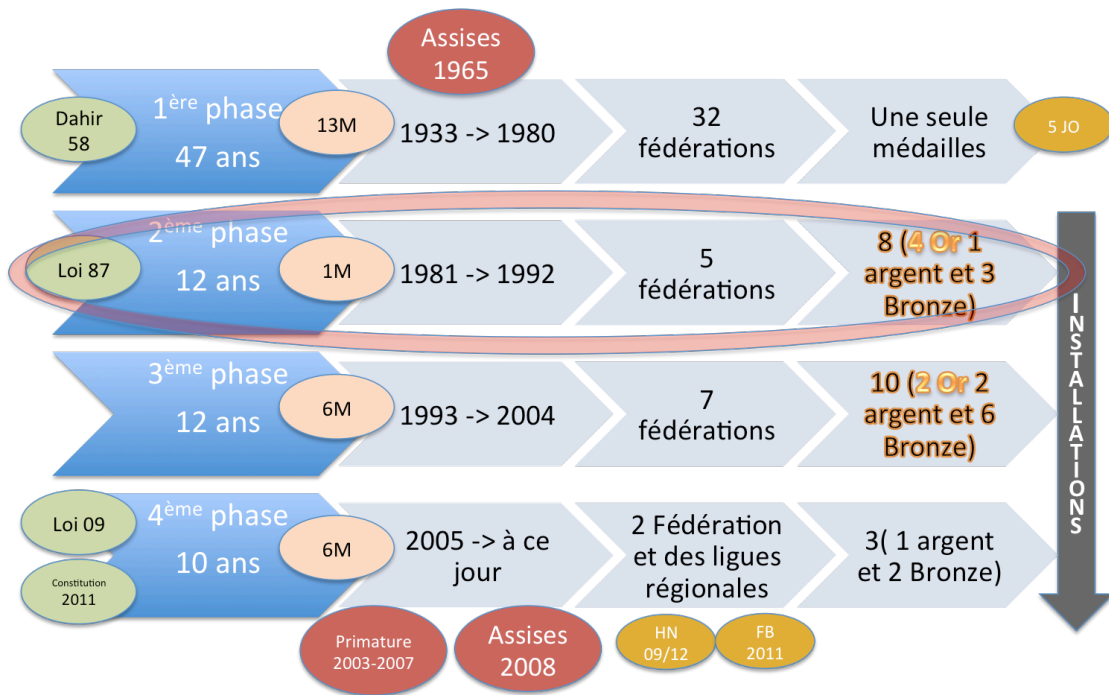 Assises
1965
Dahir
58
1ère phase
47 ans
13M
1933 -> 1980
32
fédérations
Une seule
médailles
5 JO
Loi 87
2ème phase
12 ans
1M
1981 -> 1992
5
fédérations
8 (4 Or 1
argent et 3
Bronze)
3ème phase
12 ans
6M
1993 -> 2004
7
fédérations
10 (2 Or 2
argent et 6
Bronze)
INSTALLATIONS
Loi 09
Constitution
2011
4ème phase
10 ans
6M
2005 -> à ce
jour
2 Fédération
et des ligues
régionales
3( 1 argent
et 2 Bronze)
Primature
2003-2007
Assises
2008
HN
09/12
FB
2011